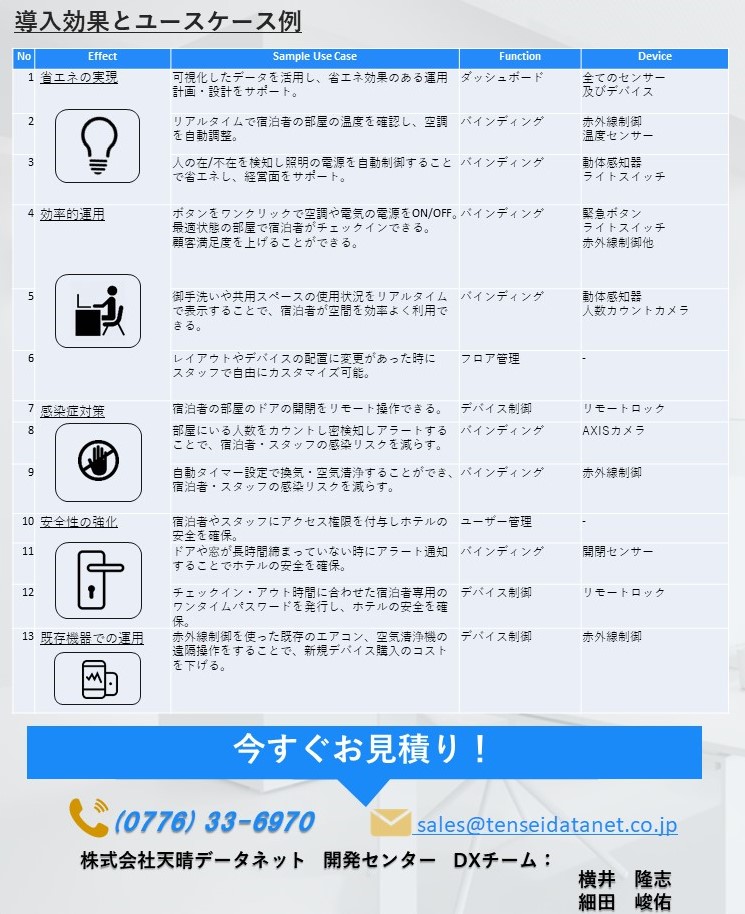 導入効果とユースケース例
No Effect Sample Use Case Function Device
1 省エネの実現 可視化したデータを活用し、省エネ効果のある運用 ダッシュボード 全てのセンサー
計画・設計をサポート。 及びデバイス
2 リアルタイムで宿泊者の部屋の温度を確認し、空調 バインディング 赤外線制御
を自動調整。 温度センサー
3 人の在/不在を検知し照明の電源を自動制御すること バインディング 動体感知器
で省エネし、経営面をサポート。 ライトスイッチ
4 効率的運用 ボタンをワンクリックで空調や電気の電源をON/OFF。 バインディング 緊急ボタン
最適状態の部屋で宿泊者がチェックインできる。 ライトスイッチ
顧客満足度を上げることができる。 赤外線制御他
5 御手洗いや共用スペースの使用状況をリアルタイム バインディング 動体感知器
で表示することで、宿泊者が空間を効率よく利用で 人数カウントカメラ
きる。
6 レイアウトやデバイスの配置に変更があった時に フロア管理 -
スタッフで自由にカスタマイズ可能。
7 感染症対策 宿泊者の部屋のドアの開閉をリモート操作できる。 デバイス制御 リモートロック
8 部屋にいる人数をカウントし密検知しアラートする バインディング AXISカメラ
ことで、宿泊者・スタッフの感染リスクを減らす。
9 自動タイマー設定で換気・空気清浄することができ、 バインディング 赤外線制御
宿泊者・スタッフの感染リスクを減らす。
10 安全性の強化 宿泊者やスタッフにアクセス権限を付与しホテルの ユーザー管理 -
安全を確保。
11 ドアや窓が長時間締まっていない時にアラート通知 バインディング 開閉センサー
することでホテルの安全を確保。
12 チェックイン・アウト時間に合わせた宿泊者専用の デバイス制御 リモートロック
ワンタイムパスワードを発行し、ホテルの安全を確
保。
13 既存機器での運用 赤外線制御を使った既存のエアコン、空気清浄機の デバイス制御 赤外線制御
遠隔操作をすることで、新規デバイス購入のコスト
を下げる。
今すぐお見積り！
(0776) 33-6970 sales@tenseidatanet.co.jp
株式会社天晴データネット 開発センター DXチーム：
横井 隆志
細田 峻佑